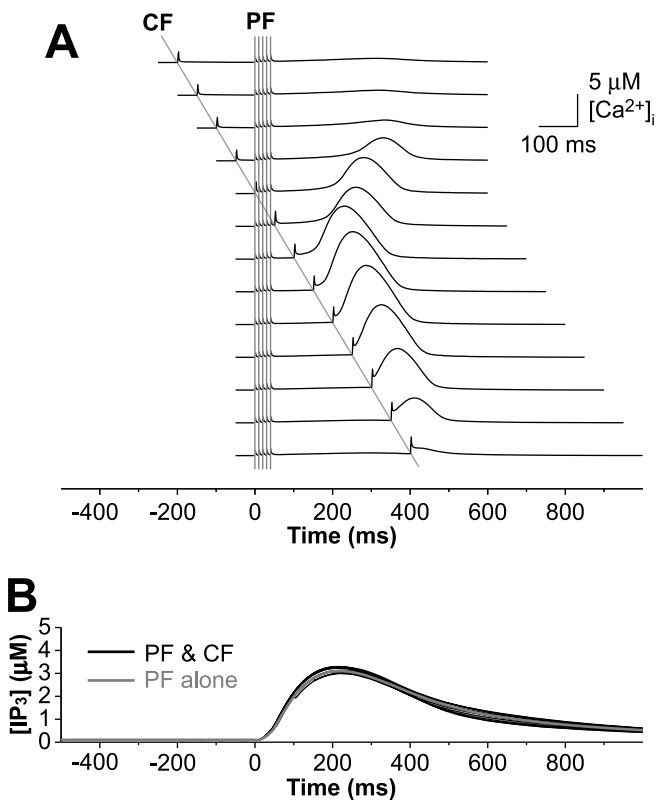 A
CF PF
5 μM
[Ca²⁺]ᵢ
100 ms
-400 -200 0 200 400 600 800
Time (ms)
B
5
4
3
2
1
0
[IP₃] (μM)
PF & CF
PF alone
-400 -200 0 200 400 600 800
Time (ms)